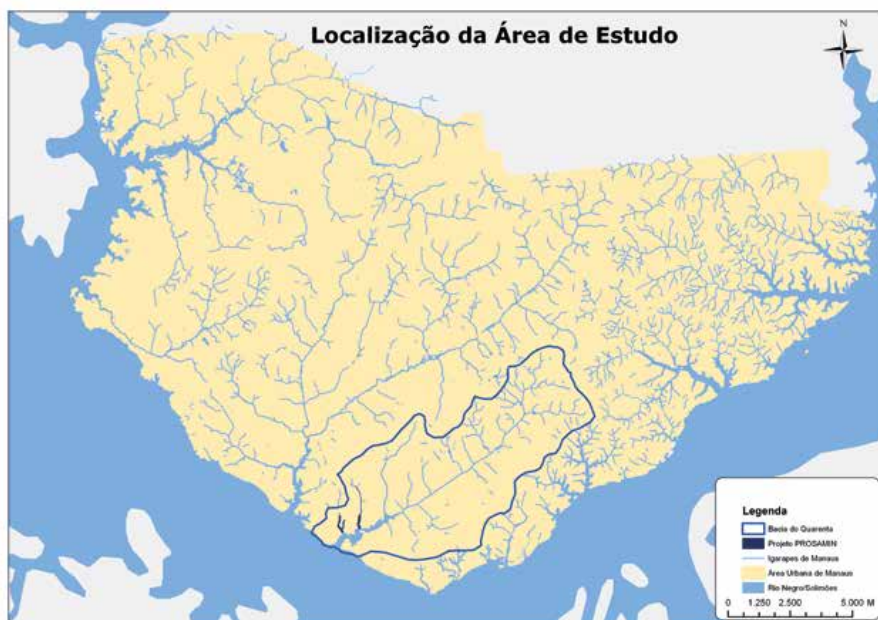 Localização da Área de Estudo
N
Legenda
Bacia do Quarenta
Projeto PROSAMIN
Igarapes de Manaus
Área Urbana de Manaus
Rio Negro/Solimões
0 1.250 2.500 5.000 M